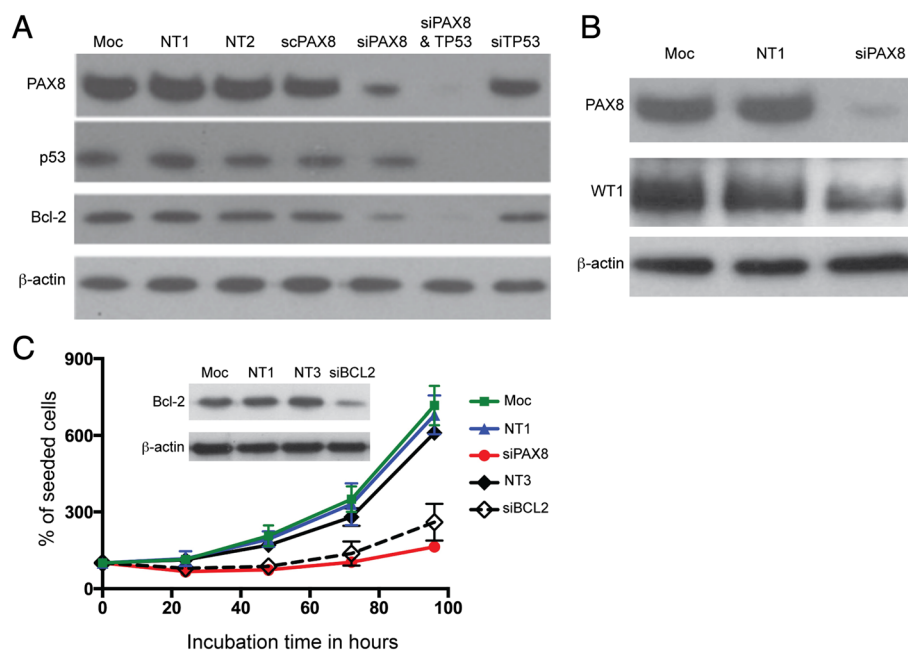 A
Moc NT1 NT2 scPAX8 siPAX8 siPAX8 & TP53 siTP53
PAX8
p53
Bcl-2
β-actin
B
Moc NT1 siPAX8
PAX8
WT1
β-actin
C
Moc NT1 NT3 siBCL2
Bcl-2
β-actin
% of seeded cells
900
600
300
0
0 20 40 60 80 100
Incubation time in hours
Moc
NT1
siPAX8
NT3
siBCL2